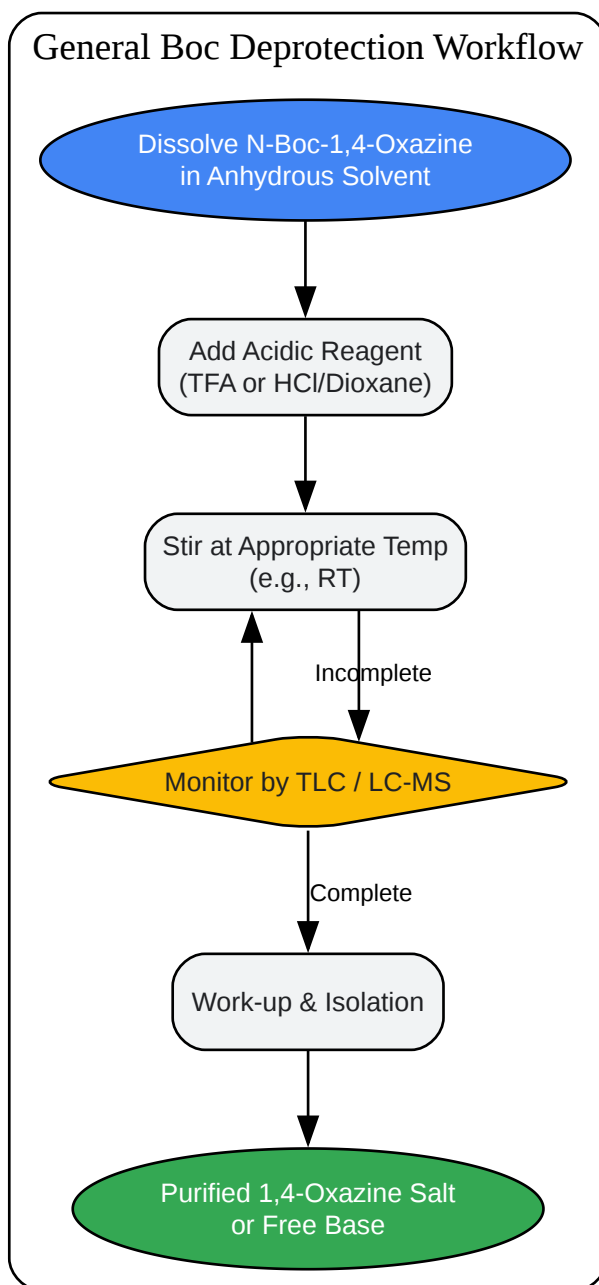 General Boc Deprotection Workflow
Dissolve N-Boc-1,4-Oxazine
in Anhydrous Solvent
Add Acidic Reagent
(TFA or HCl/Dioxane)
Stir at Appropriate Temp
(e.g., RT)
Incomplete
Monitor by TLC / LC-MS
Complete
Work-up & Isolation
Purified 1,4-Oxazine Salt
or Free Base